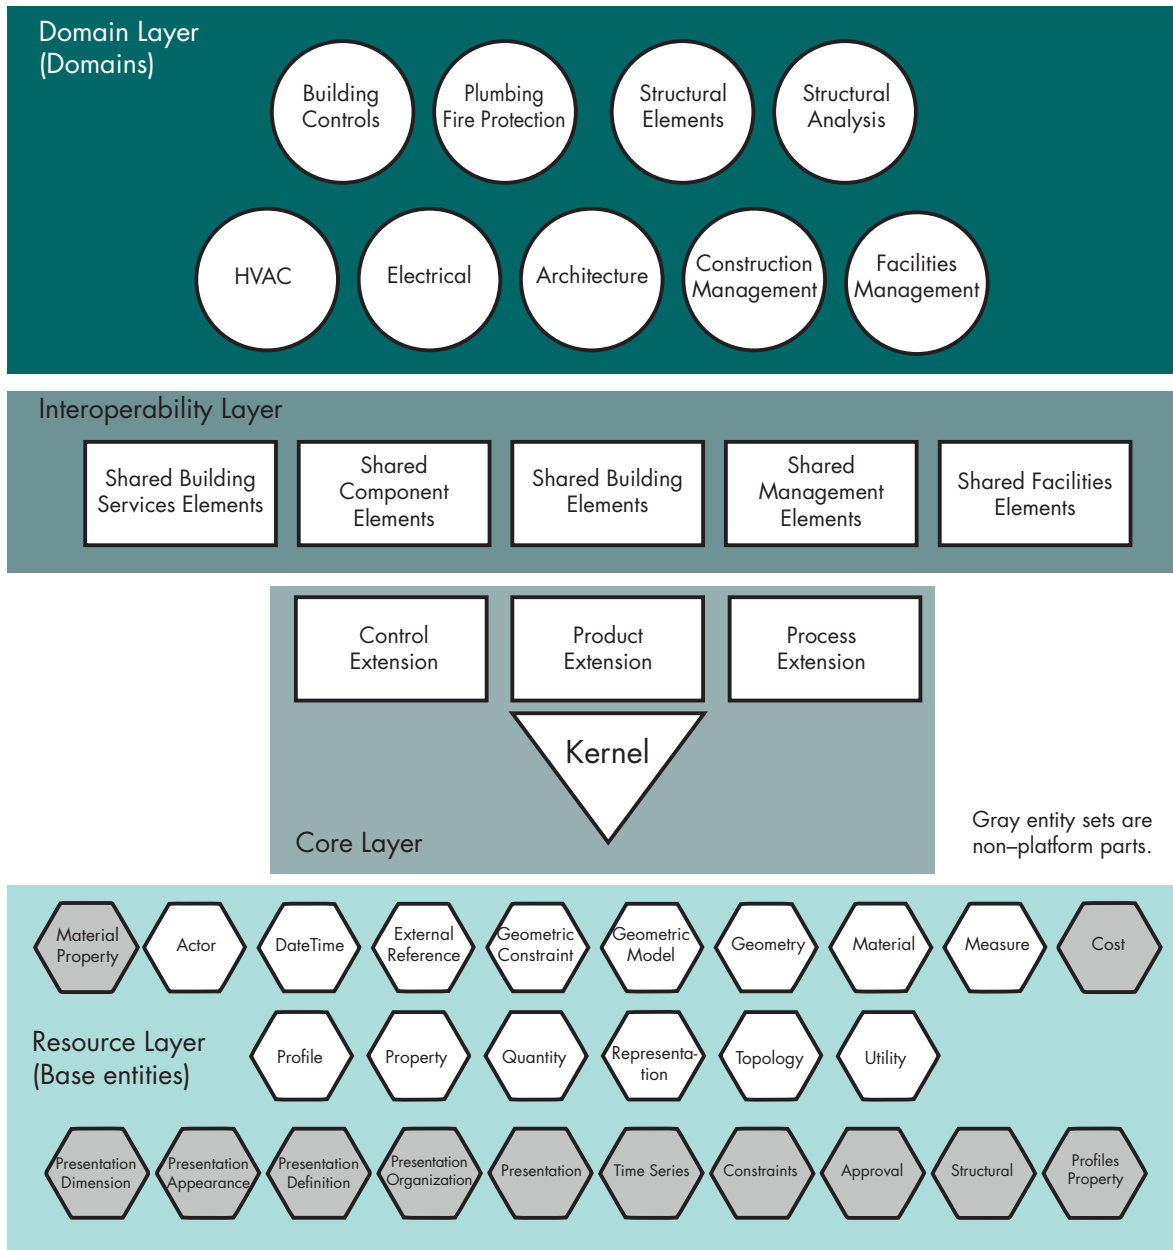 Domain Layer
(Domains)
Building
Controls
Plumbing
Fire Protection
Structural
Elements
Structural
Analysis
HVAC
Electrical
Architecture
Construction
Management
Facilities
Management
Interoperability Layer
Shared Building
Services Elements
Shared
Component
Elements
Shared Building
Elements
Shared
Management
Elements
Shared Facilities
Elements
Control
Extension
Product
Extension
Process
Extension
Kernel
Core Layer
Gray entity sets are
non–platform parts.
Material
Property
Actor
DateTime
External
Reference
Geometric
Constraint
Geometric
Model
Geometry
Material
Measure
Cost
Resource Layer
(Base entities)
Profile
Property
Quantity
Representa-
tion
Topology
Utility
Presentation
Dimension
Presentation
Appearance
Presentation
Definition
Presentation
Organization
Presentation
Time Series
Constraints
Approval
Structural
Profiles
Property